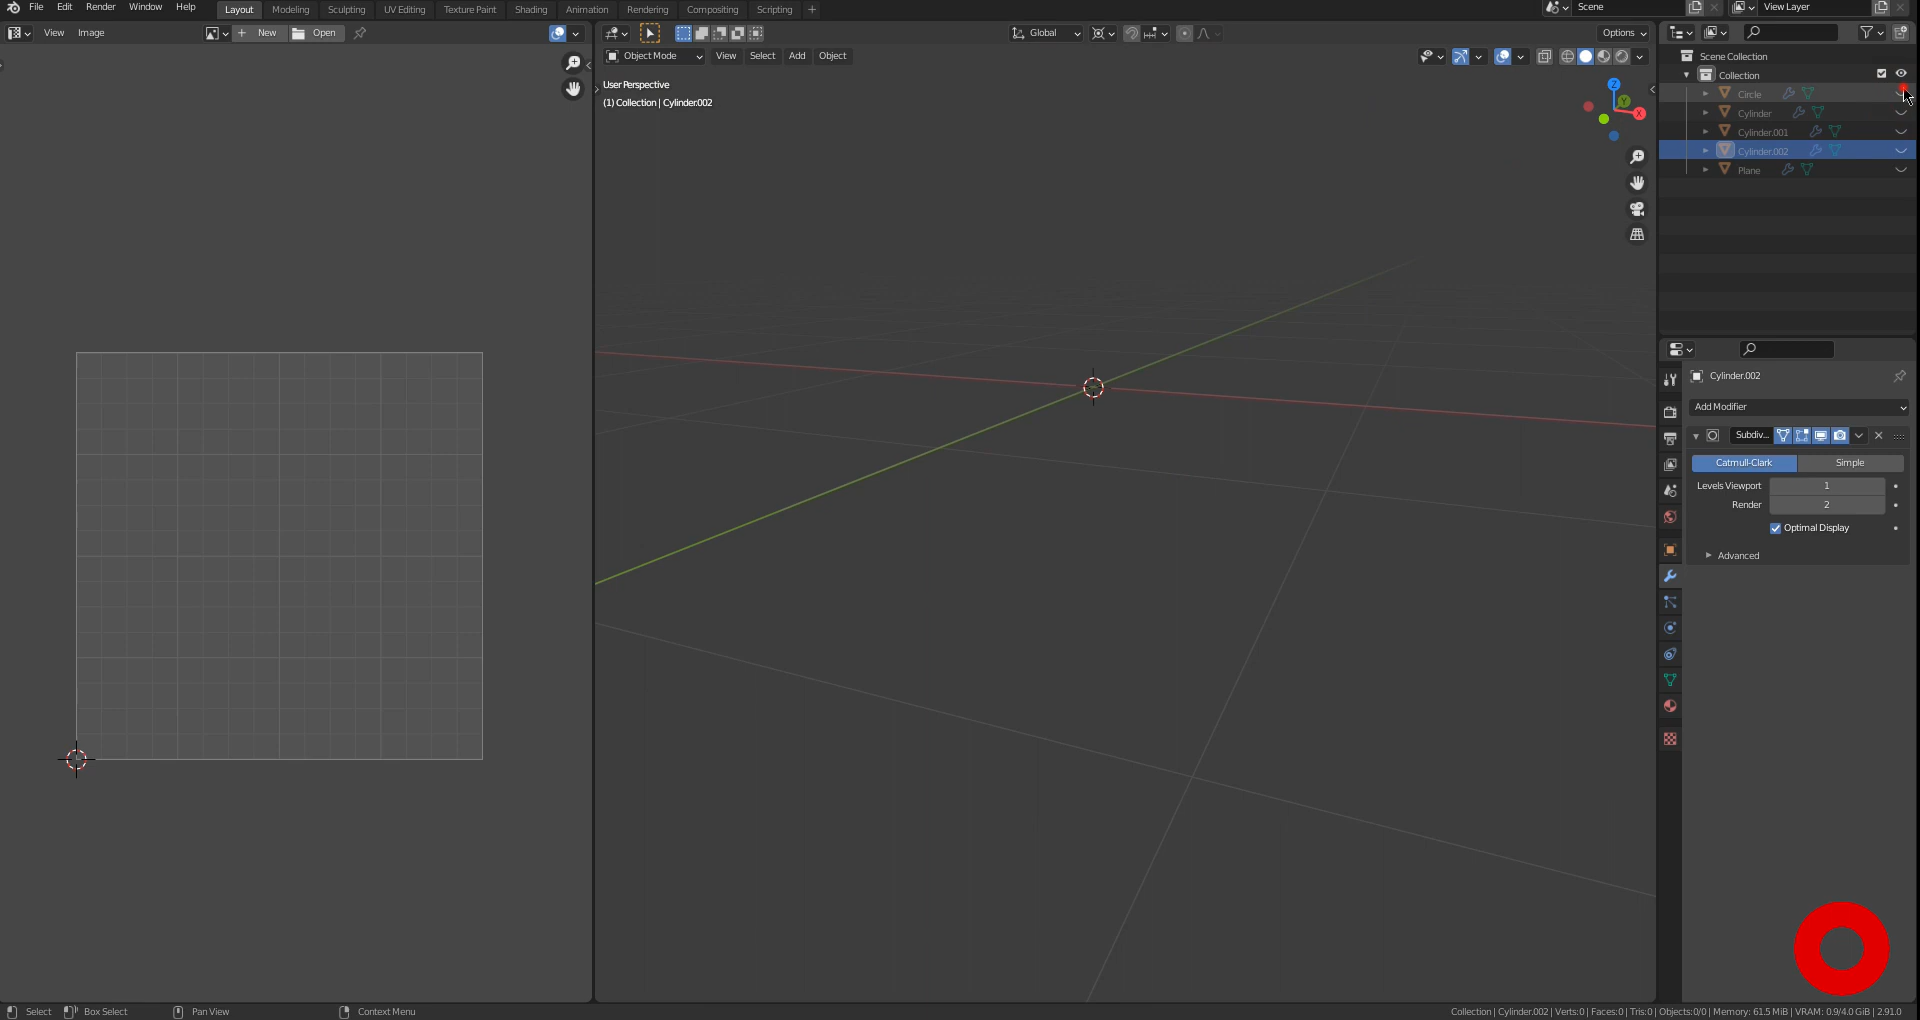 File Edit Render Window Help Layout Modeling Sculpting UV Editing Texture Paint Shading Animation Rendering Compositing Scripting + Scene View Layer
View Image + New Open Global Options
Object Mode View Select Add Object
User Perspective
(1) Collection | Cylinder.002
Z
Y
X
Scene Collection
Collection
Circle
Cylinder
Cylinder.001
Cylinder.002
Plane
Cylinder.002
Add Modifier
Subdiv...
Catmull-Clark Simple
Levels Viewport 1
Render 2
Optimal Display
Advanced
Select Box Select Pan View Context Menu Collection | Cylinder.002 | Verts:0 | Faces:0 | Tris:0 | Objects:0/0 | Memory: 61.5 MiB | VRAM: 0.9/4.0 GiB | 2.91.0